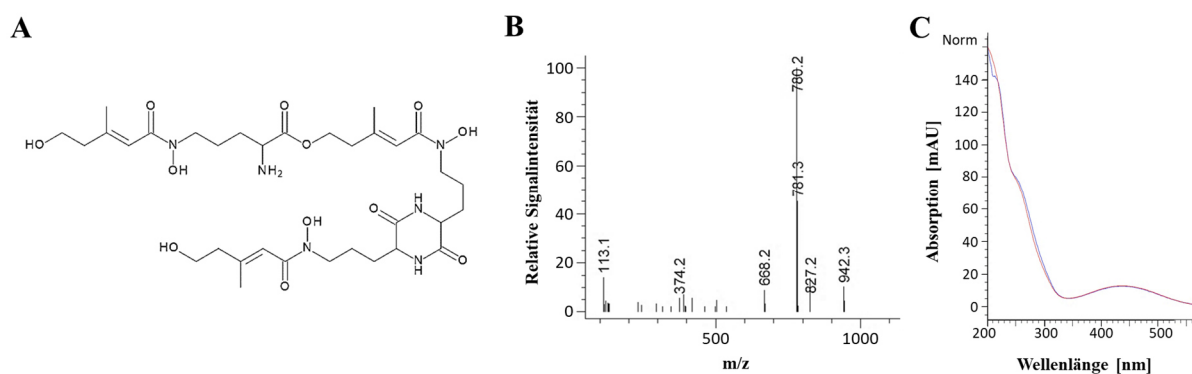 A
B
C
O
O
O
HO
N
OH
NH2
O
N
OH
H
N
O
N
H
O
OH
HO
N
O
Relative Signalintensität
100
80
60
40
20
0
113.1
374.2
668.2
780.2
781.3
827.2
942.3
500
1000
m/z
Norm
140
120
100
80
60
40
20
0
Absorption [mAU]
200
300
400
500
Wellenlänge [nm]